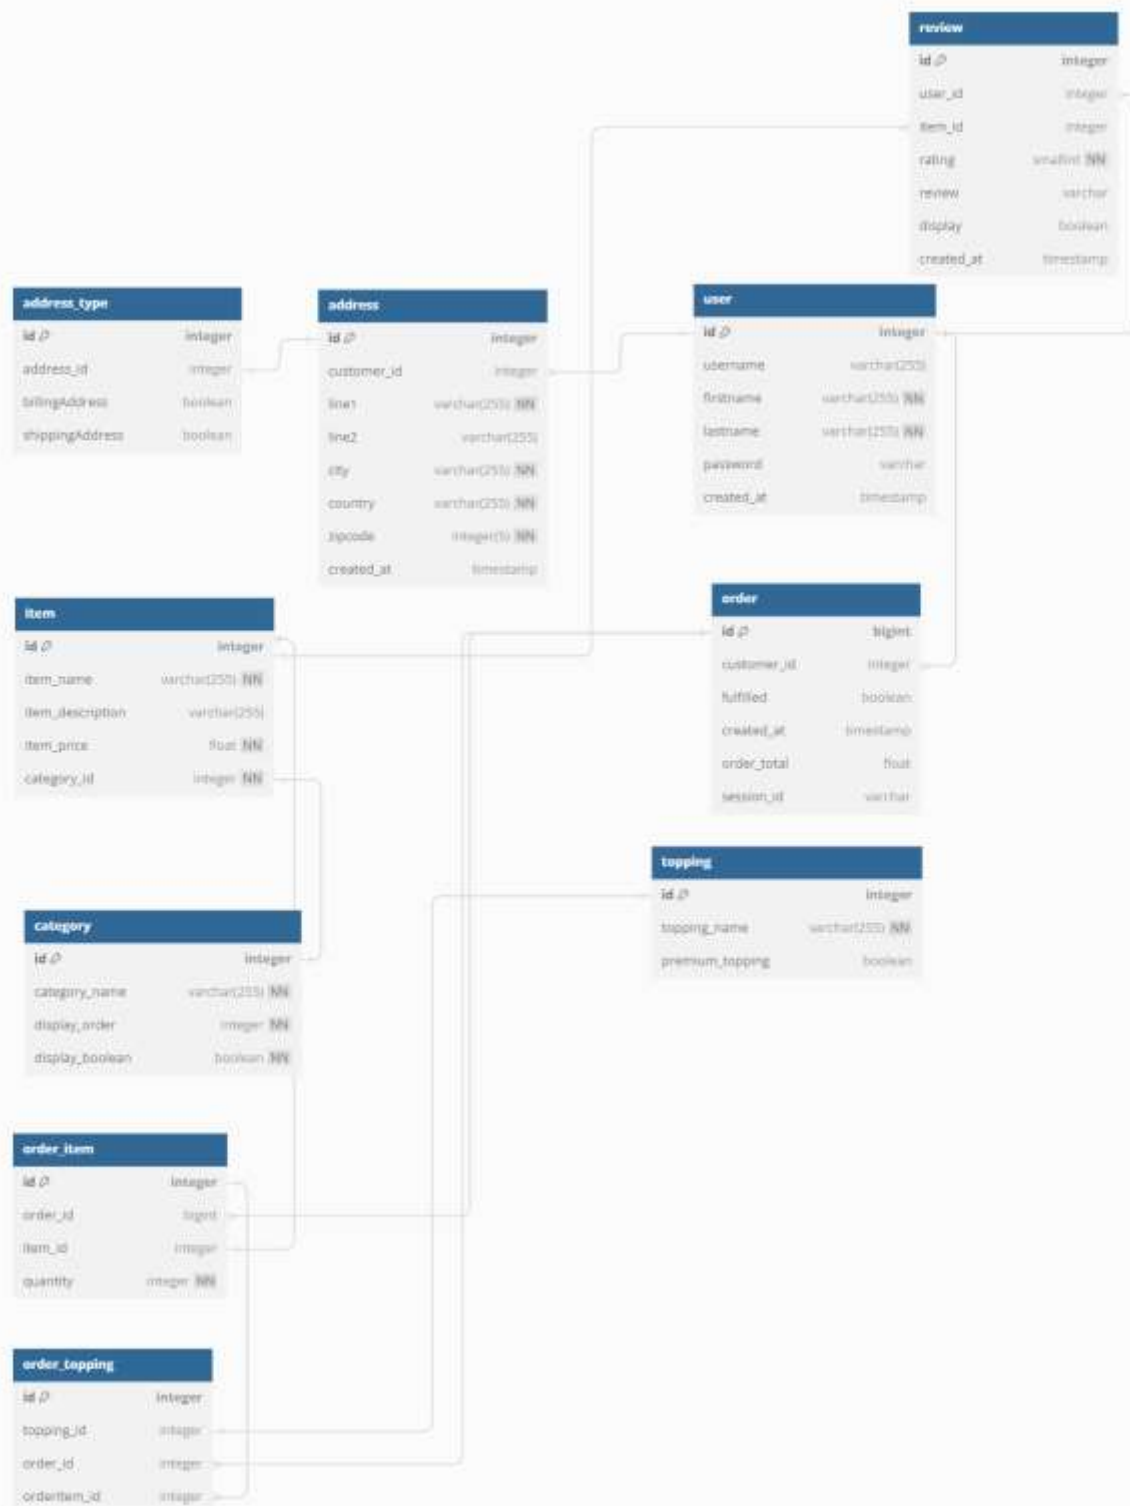 review
id integer
user_id integer
item_id integer
rating smallint NN
review varchar
display boolean
created_at timestamp
address_type
id integer
address_id integer
billingAddress boolean
shippingAddress boolean
address
id integer
customer_id integer
line1 varchar(255) NN
line2 varchar(255)
city varchar(255) NN
country varchar(255) NN
zipcode integer(5) NN
created_at timestamp
user
id integer
username varchar(255)
firstname varchar(255) NN
lastname varchar(255) NN
password varchar
created_at timestamp
item
id integer
item_name varchar(255) NN
item_description varchar(255)
item_price float NN
category_id integer NN
order
id bigint
customer_id integer
fulfilled boolean
created_at timestamp
order_total float
session_id varchar
topping
id integer
topping_name varchar(255) NN
premium_topping boolean
category
id integer
category_name varchar(255) NN
display_order integer NN
display_boolean boolean NN
order_item
id integer
order_id bigint
item_id integer
quantity integer NN
order_topping
id integer
topping_id integer
order_id integer
orderitem_id integer